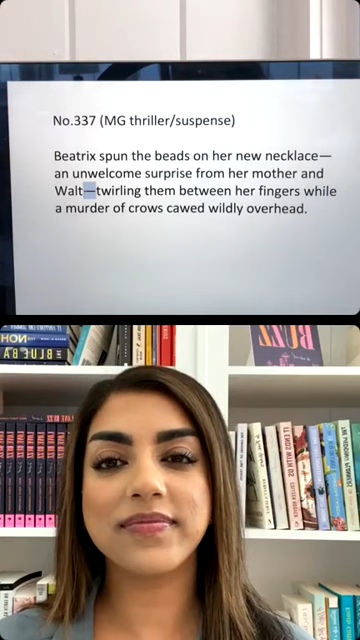 No.337 (MG thriller/suspense)
Beatrix spun the beads on her new necklace—
an unwelcome surprise from her mother and
Walt—twirling them between her fingers while
a murder of crows cawed wildly overhead.